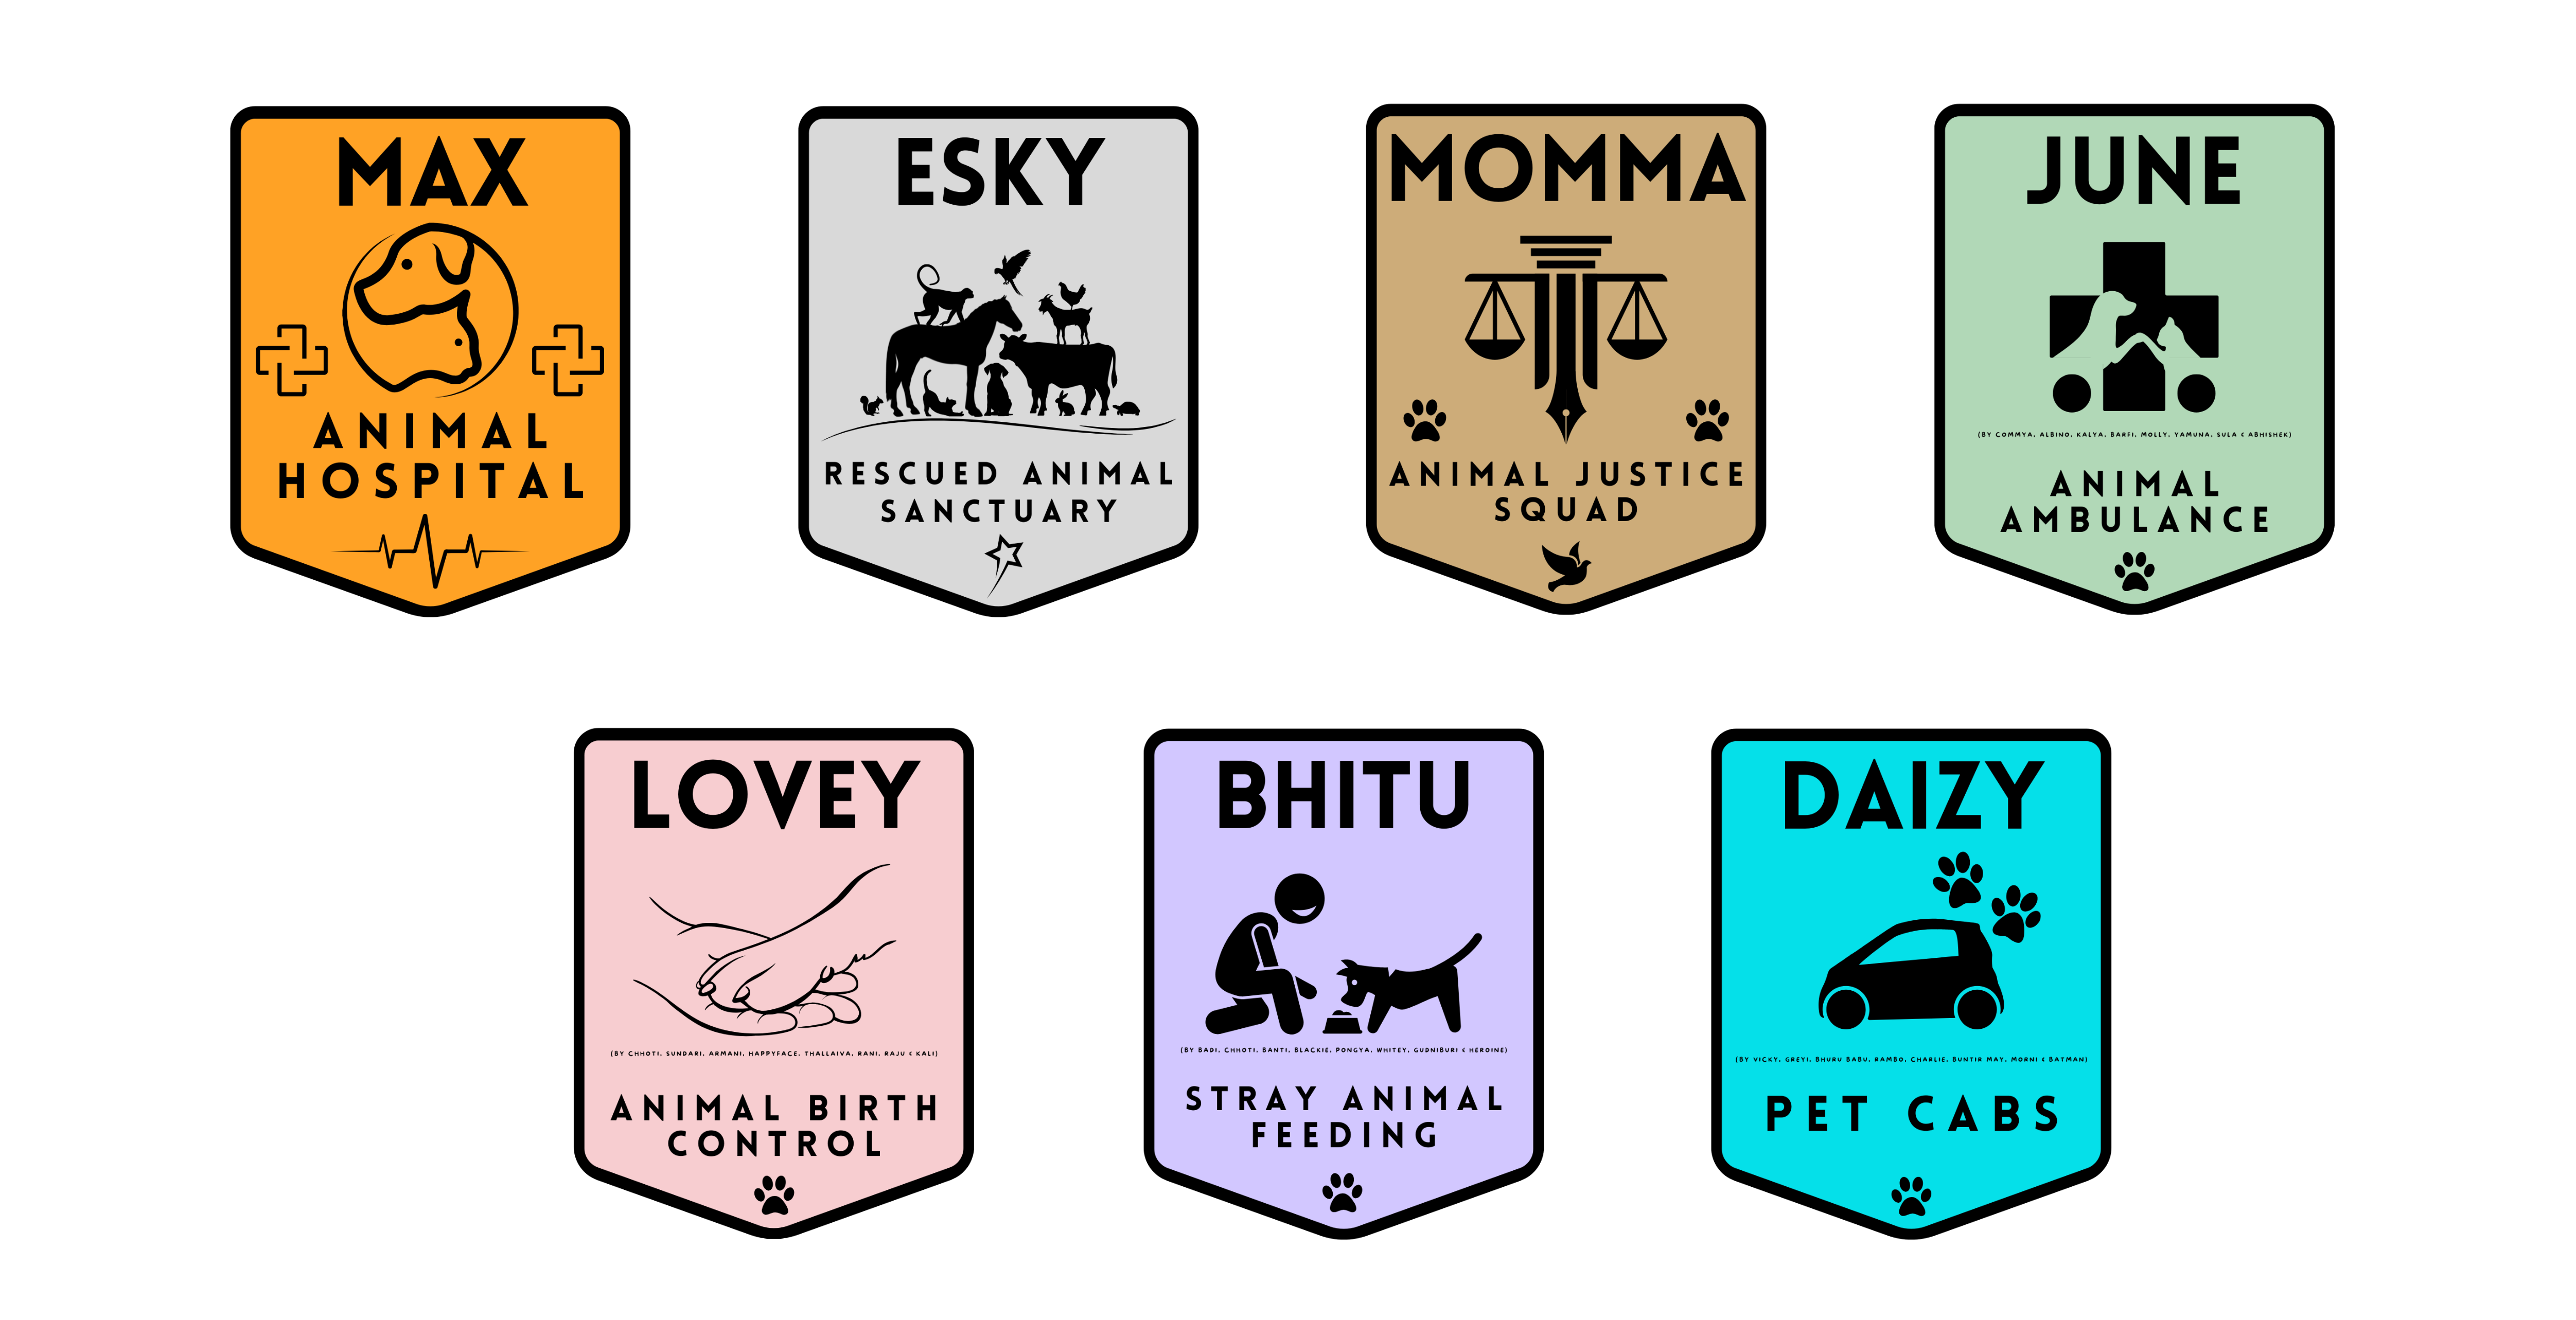 MAX
ANIMAL
HOSPITAL
ESKY
RESCUED ANIMAL
SANCTUARY
MOMMA
ANIMAL JUSTICE
SQUAD
JUNE
(BY COMMYA, ALBINO, KALYA, BARFI, MOLLY, YAMUNA, SULA & ABHISHEK)
ANIMAL
AMBULANCE
LOVEY
(BY CHHOTI, SUNDARI, ARMANI, HAPPYFACE, THALLAIVA, RANI, RAJU & KALI)
ANIMAL BIRTH
CONTROL
BHITU
(BY BADI, CHHOTI, BANTI, BLACKIE, PONGYA, WHITEY, GUDNIBURI & HEROINE)
STRAY ANIMAL
FEEDING
DAIZY
(BY VICKY, GREYI, BHURU BABU, RAMBO, CHARLIE, BUNTIR MAY, MORNI & BATMAN)
PET CABS